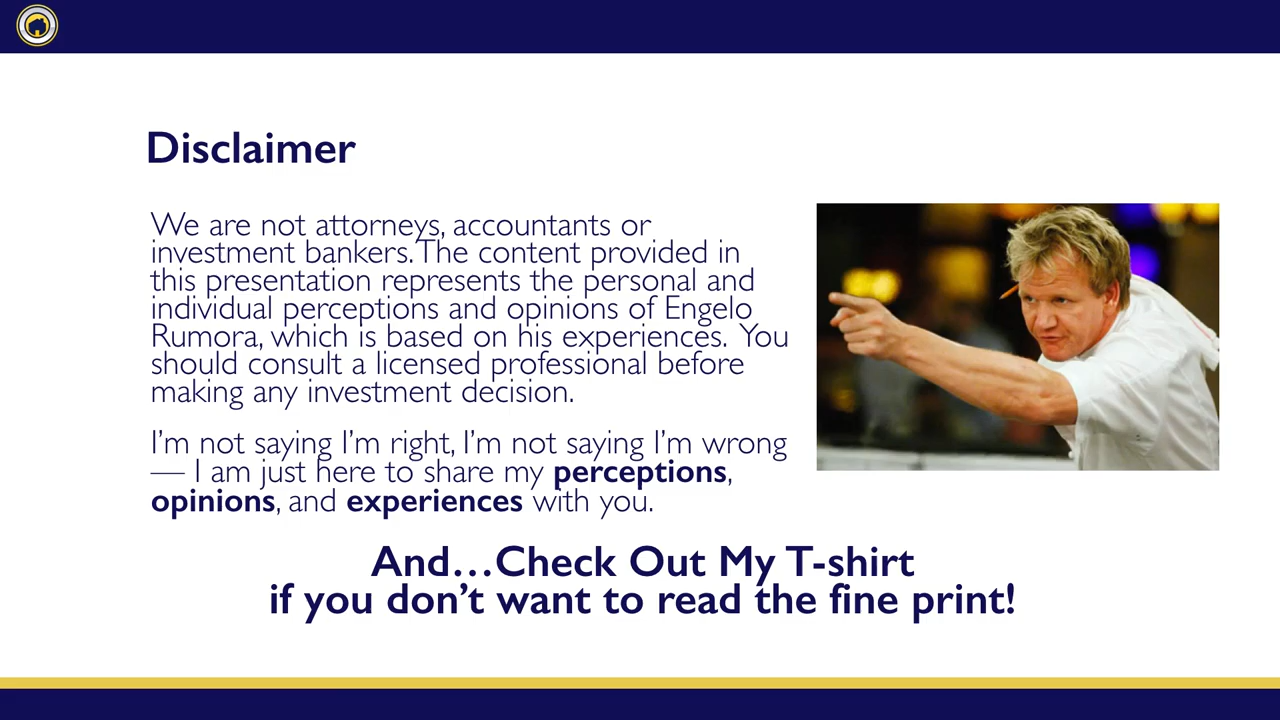 Disclaimer
We are not attorneys, accountants or
investment bankers. The content provided in
this presentation represents the personal and
individual perceptions and opinions of Engelo
Rumora, which is based on his experiences. You
should consult a licensed professional before
making any investment decision.
I'm not saying I'm right, I'm not saying I'm wrong
— I am just here to share my perceptions,
opinions, and experiences with you.
And…Check Out My T-shirt
if you don't want to read the fine print!